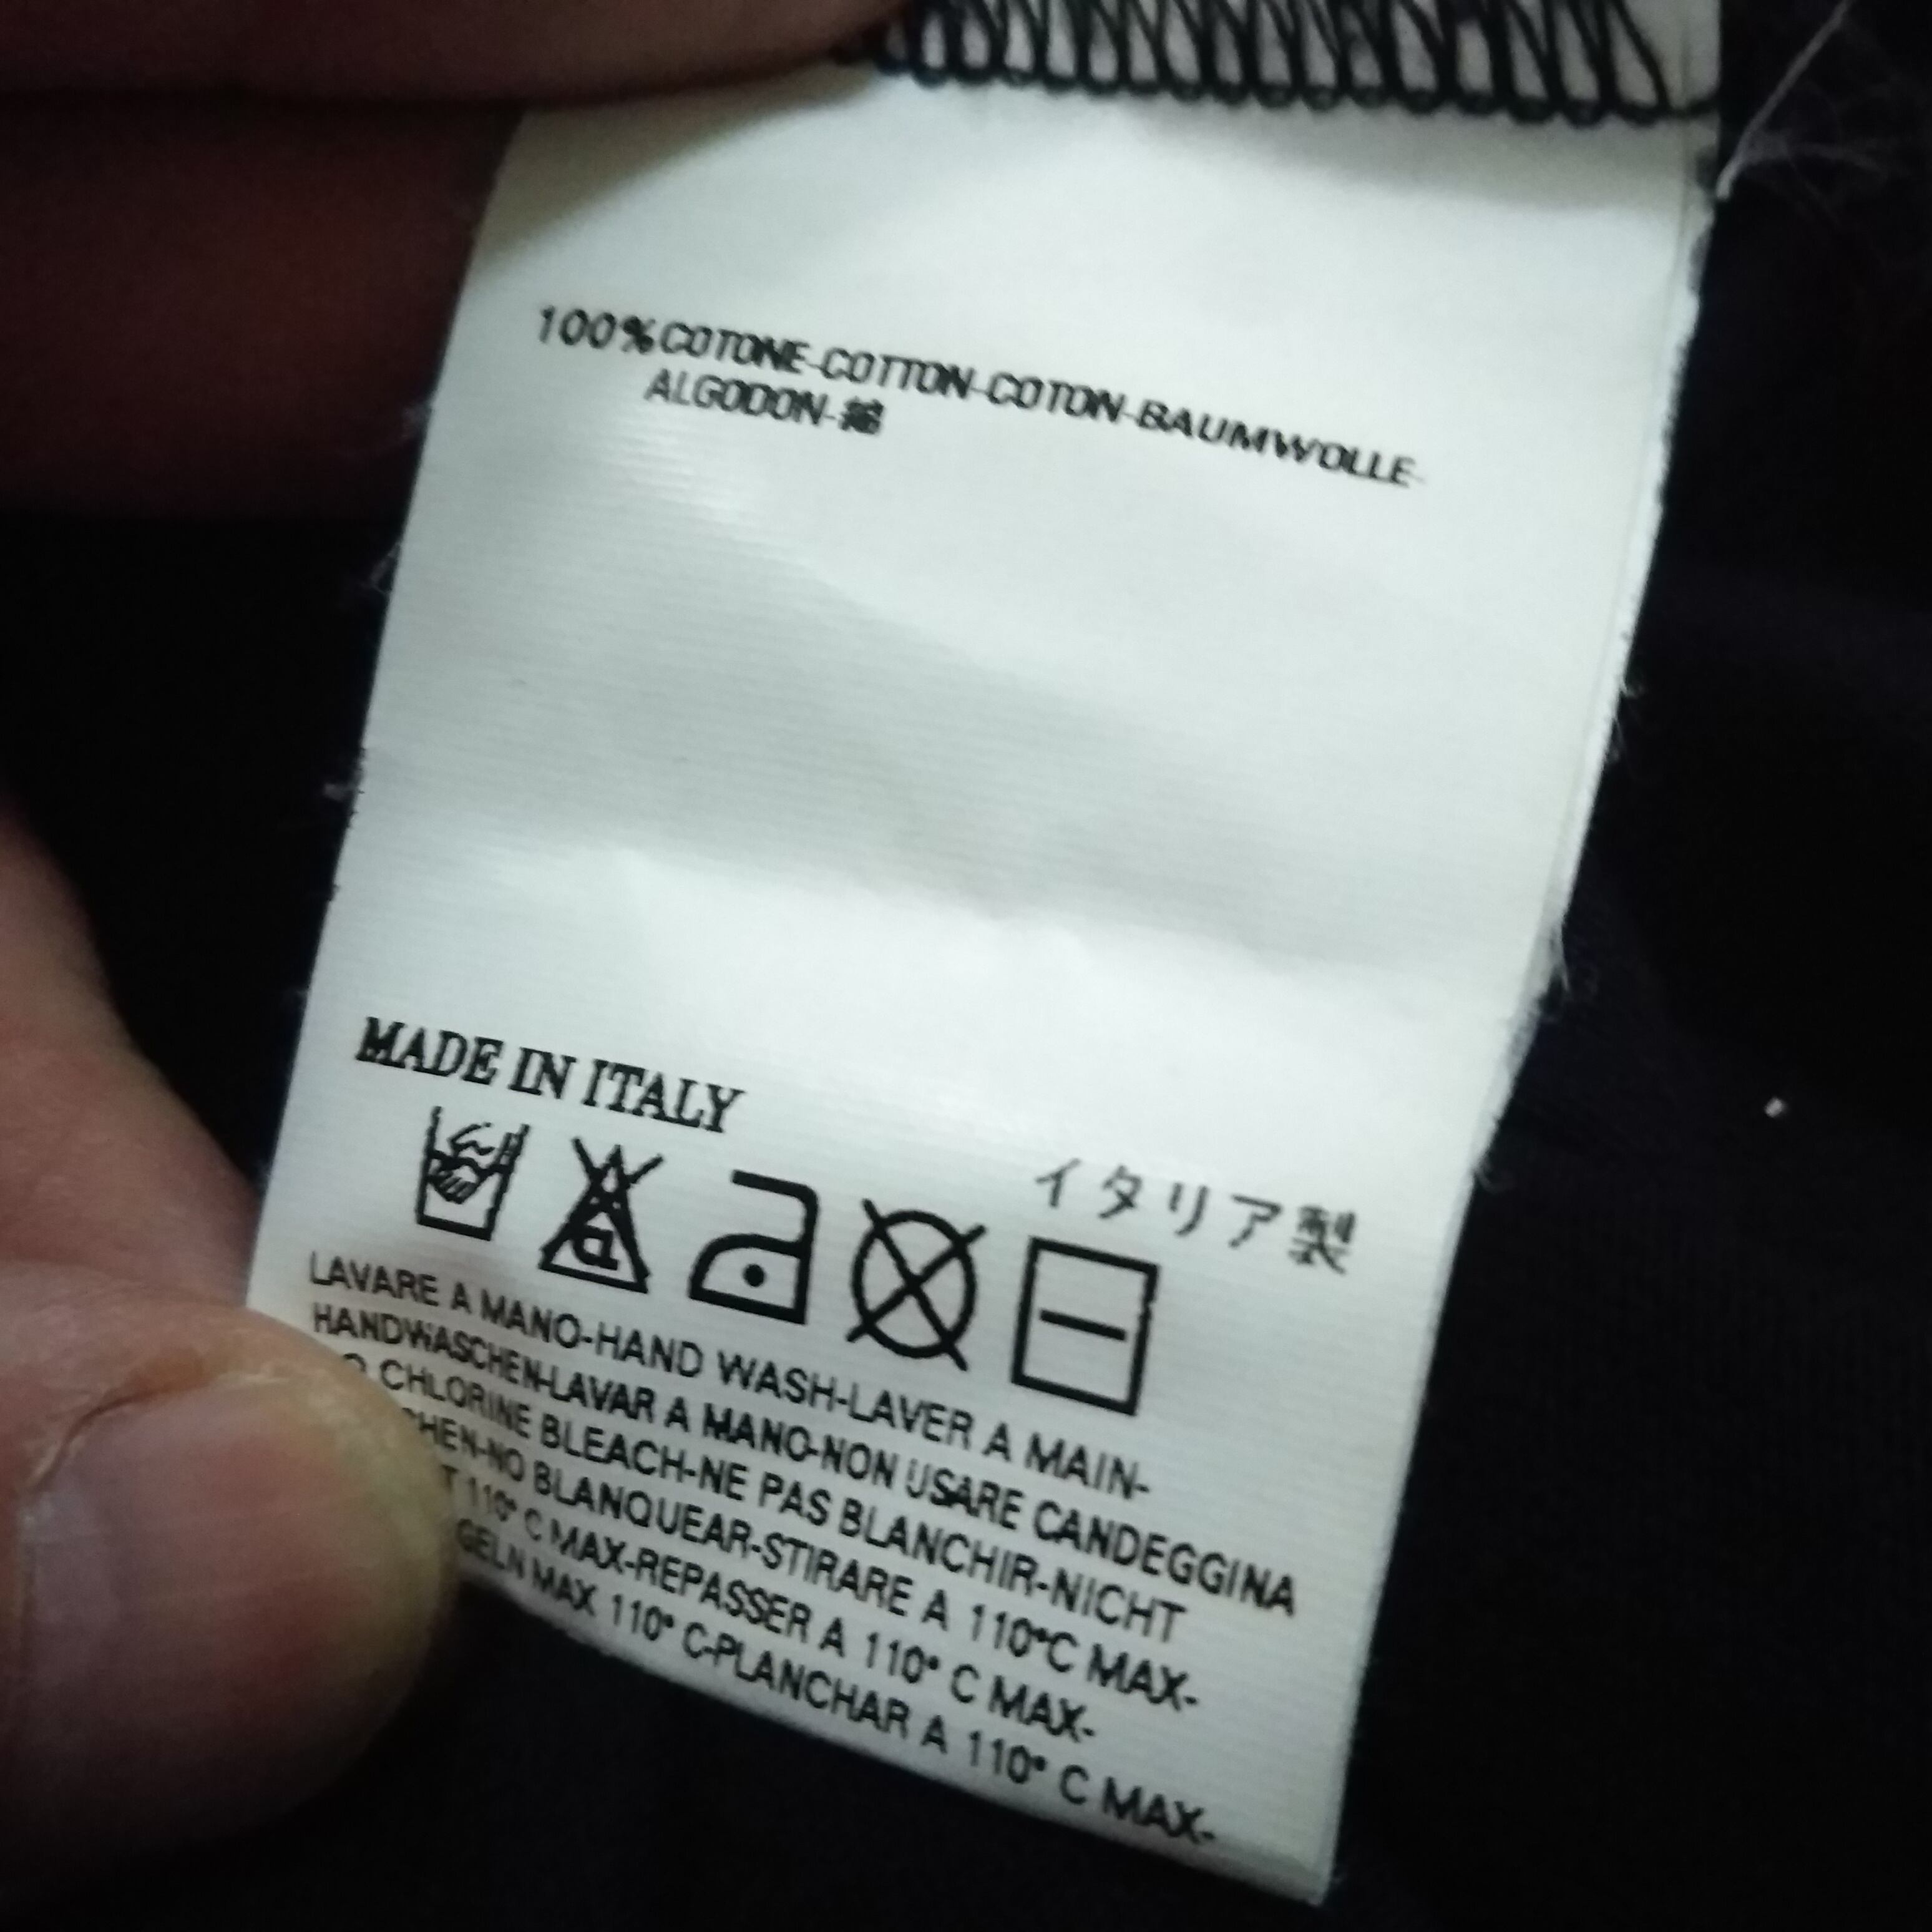 100% COTONE-COTTON-COTON-BAUMWOLLE-
ALGODON-綿
MADE IN ITALY
イタリア製
LAVARE A MANO-HAND WASH-LAVER A MAIN-
HANDWASCHEN-LAVAR A MANO-NON USARE CANDEGGINA
CHLORINE BLEACH-NE PAS BLANCHIR-NICHT
HEN-NO BLANQUEAR-STIRARE A 110°C MAX-
T 110° C MAX-REPASSER A 110° C MAX-
GELN MAX 110° C-PLANCHAR A 110° C MAX-